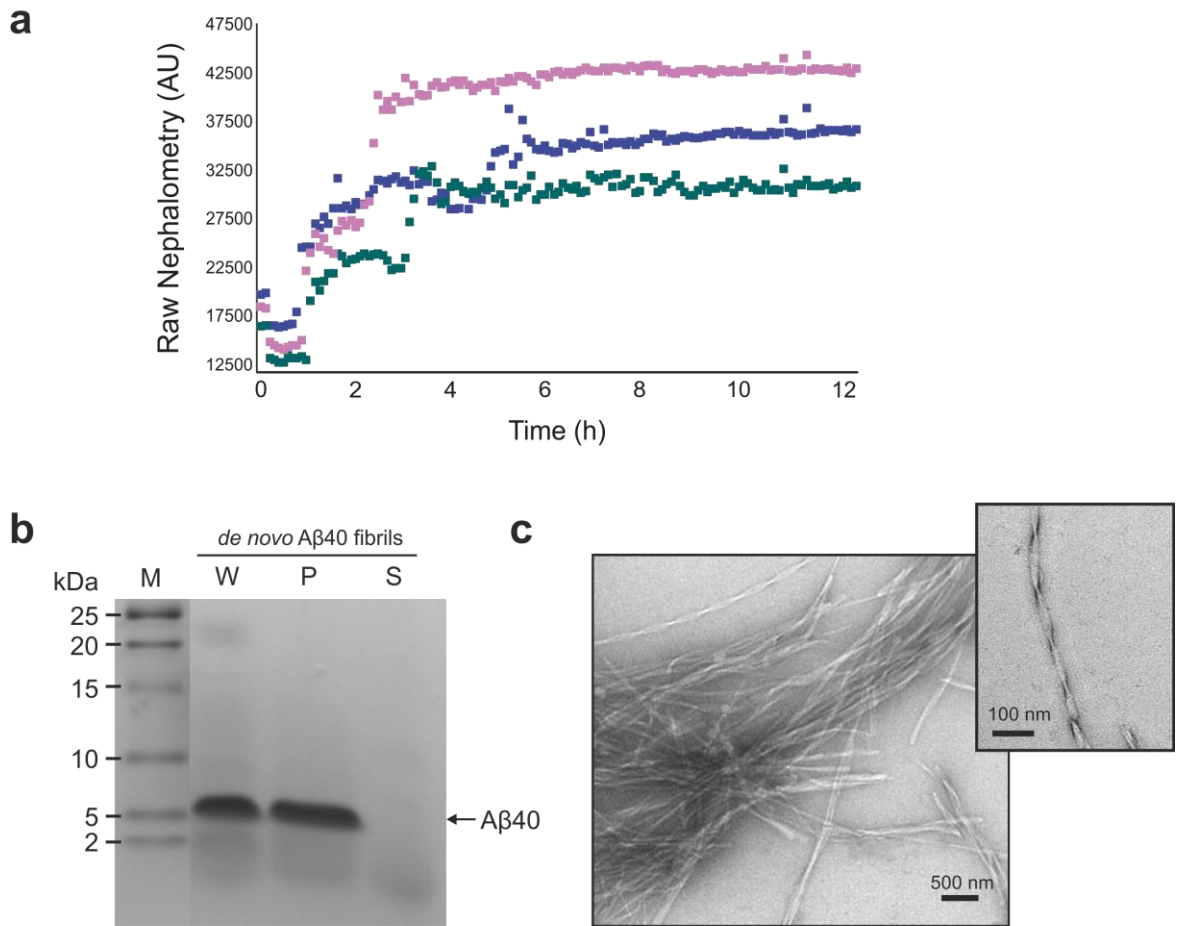 a
Raw Nephalometry (AU)
47500
42500
37500
32500
27500
22500
17500
12500
0 2 4 6 8 10 12
Time (h)
b
de novo Aβ40 fibrils
kDa M W P S
25
20
15
10
5
2
Aβ40
c
100 nm
500 nm